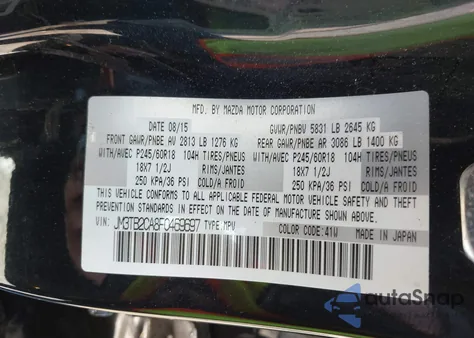 MFD. BY MAZDA MOTOR CORPORATION
DATE 08/15 GVWR/PNBV 5831 LB 2645 KG
FRONT GAWR/PNBE AV 2813 LB 1276 KG REAR GAWR/PNBE AR 3086 LB 1400 KG
WITH/AVEC P245/60R18 104H TIRES/PNEUS WITH/AVEC P245/60R18 104H TIRES/PNEUS
18X7 1/2J RIMS/JANTES 18X7 1/2J RIMS/JANTES
250 KPA/36 PSI COLD/A FROID 250 KPA/36 PSI COLD/A FROID
THIS VEHICLE CONFORMS TO ALL APPLICABLE FEDERAL MOTOR VEHICLE SAFETY AND THEFT PREVENTION STANDARDS IN EFFECT ON THE DATE OF MANUFACTURE SHOWN ABOVE.
VIN: JM3TB2CA8F0469697 TYPE: MPV COLOR CODE: 41W MADE IN JAPAN
autoSnap